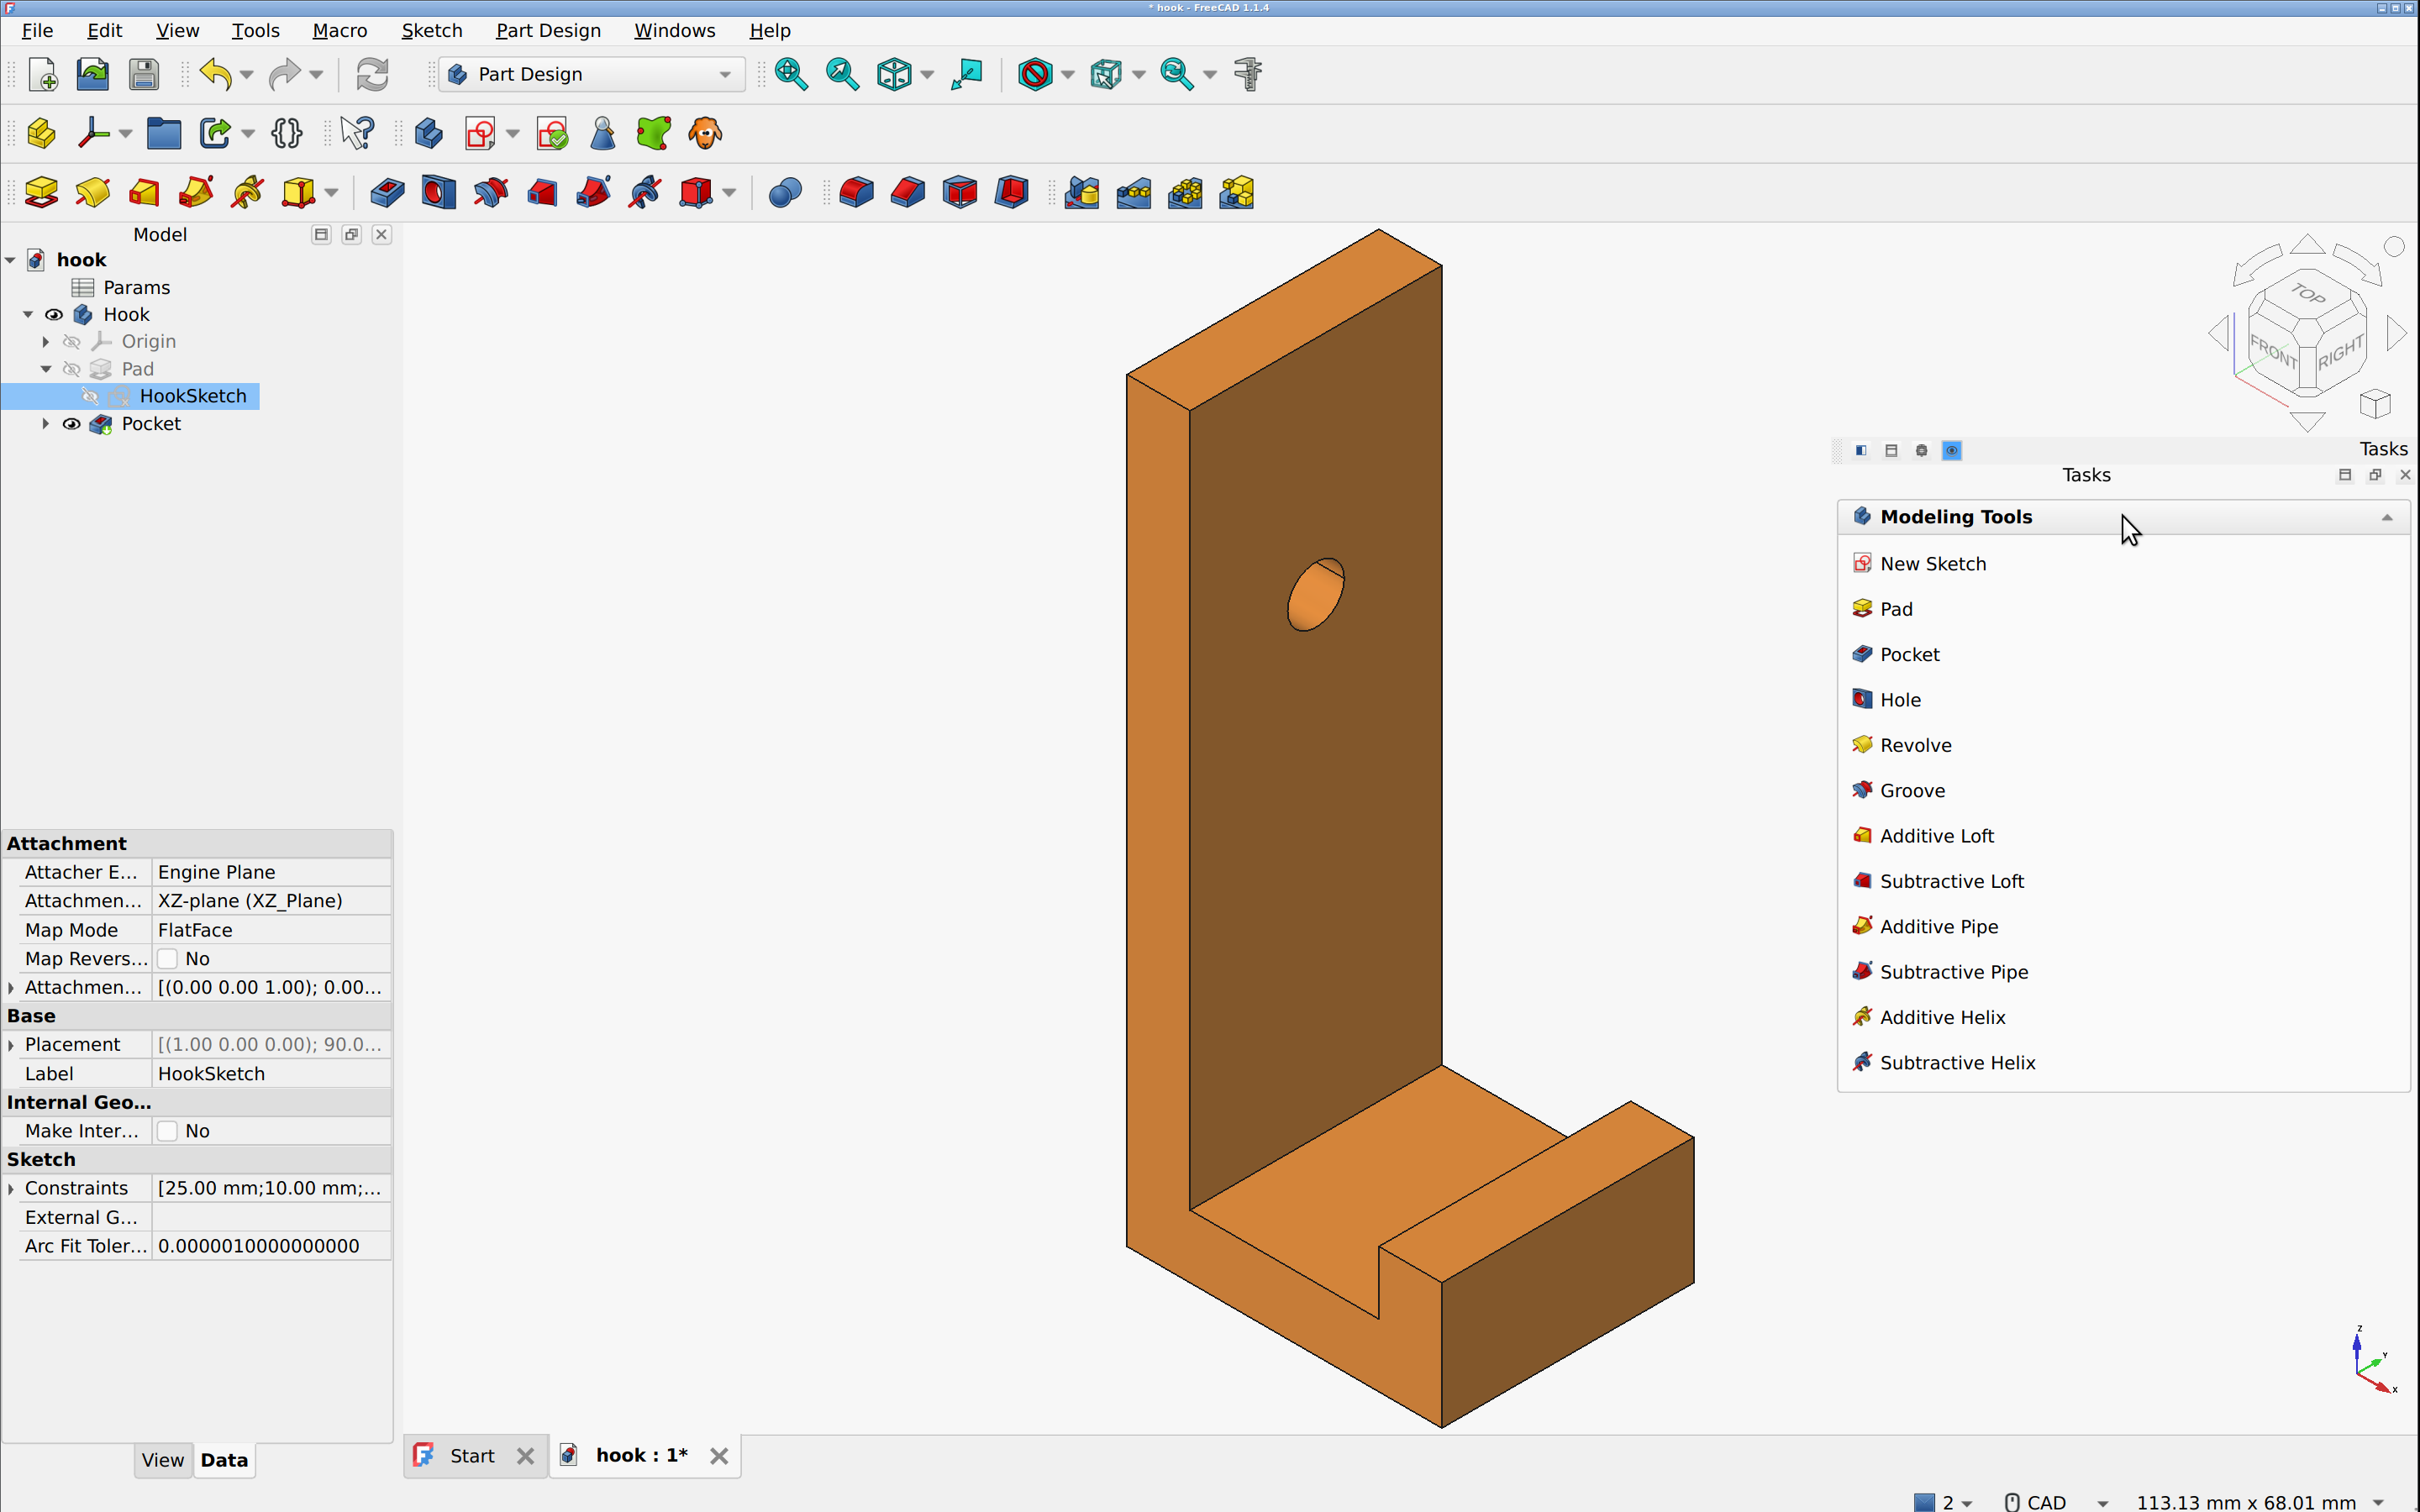 * hook - FreeCAD 1.1.4
File Edit View Tools Macro Sketch Part Design Windows Help
Part Design
Model
hook
Params
Hook
Origin
Pad
HookSketch
Pocket
TOP
FRONT
RIGHT
Tasks
Tasks
Modeling Tools
New Sketch
Pad
Pocket
Hole
Revolve
Groove
Additive Loft
Subtractive Loft
Additive Pipe
Subtractive Pipe
Additive Helix
Subtractive Helix
Attachment
Attacher E... Engine Plane
Attachmen... XZ-plane (XZ_Plane)
Map Mode FlatFace
Map Revers... No
Attachmen... [(0.00 0.00 1.00); 0.00...
Base
Placement [(1.00 0.00 0.00); 90.0...
Label HookSketch
Internal Geo...
Make Inter... No
Sketch
Constraints [25.00 mm;10.00 mm;...
External G...
Arc Fit Toler... 0.0000010000000000
Z
Y
X
View Data
Start
hook : 1*
2 CAD 113.13 mm x 68.01 mm